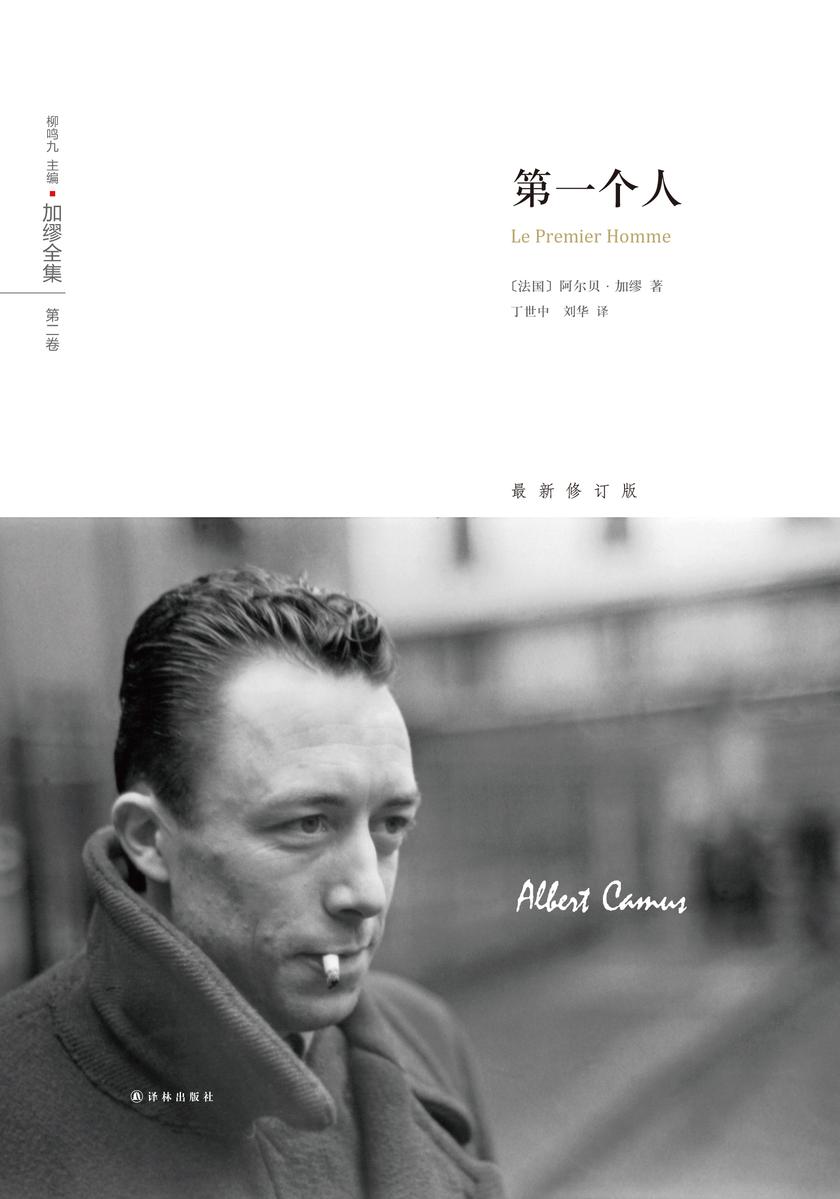 柳鸣九 主编
加缪全集
第二卷
第一个人
Le Premier Homme
〔法国〕阿尔贝·加缪 著
丁世中 刘华 译
最新修订版
Albert Camus
译林出版社